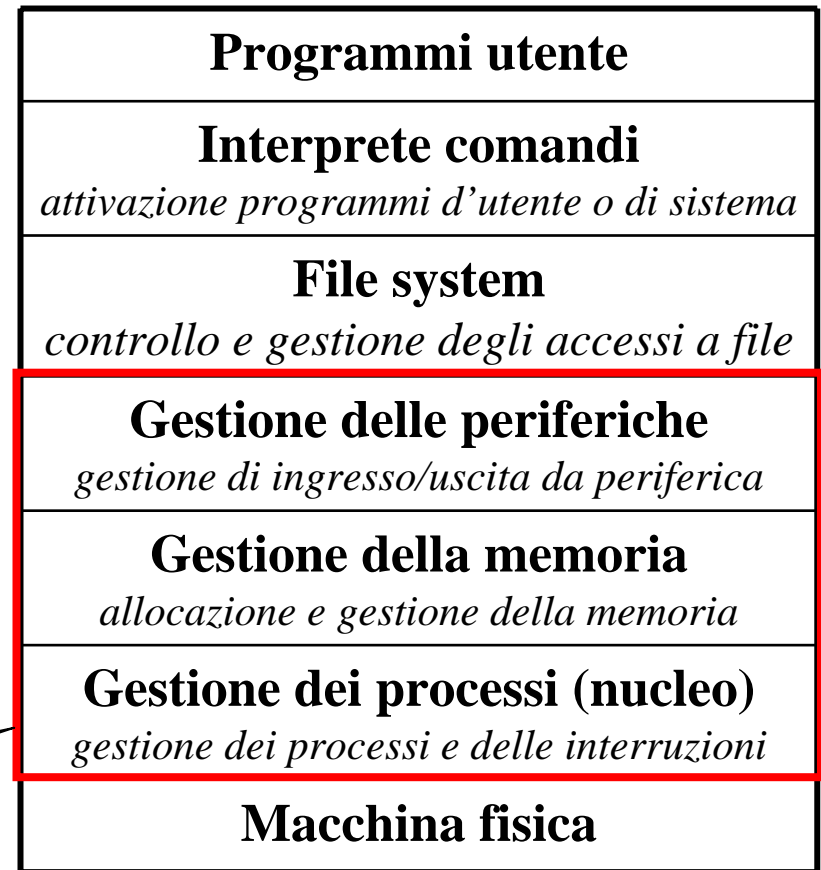 Programmi utente
Interprete comandi
attivazione programmi d’utente o di sistema
File system
controllo e gestione degli accessi a file
Gestione delle periferiche
gestione di ingresso/uscita da periferica
Gestione della memoria
allocazione e gestione della memoria
Gestione dei processi (nucleo)
gestione dei processi e delle interruzioni
Macchina fisica